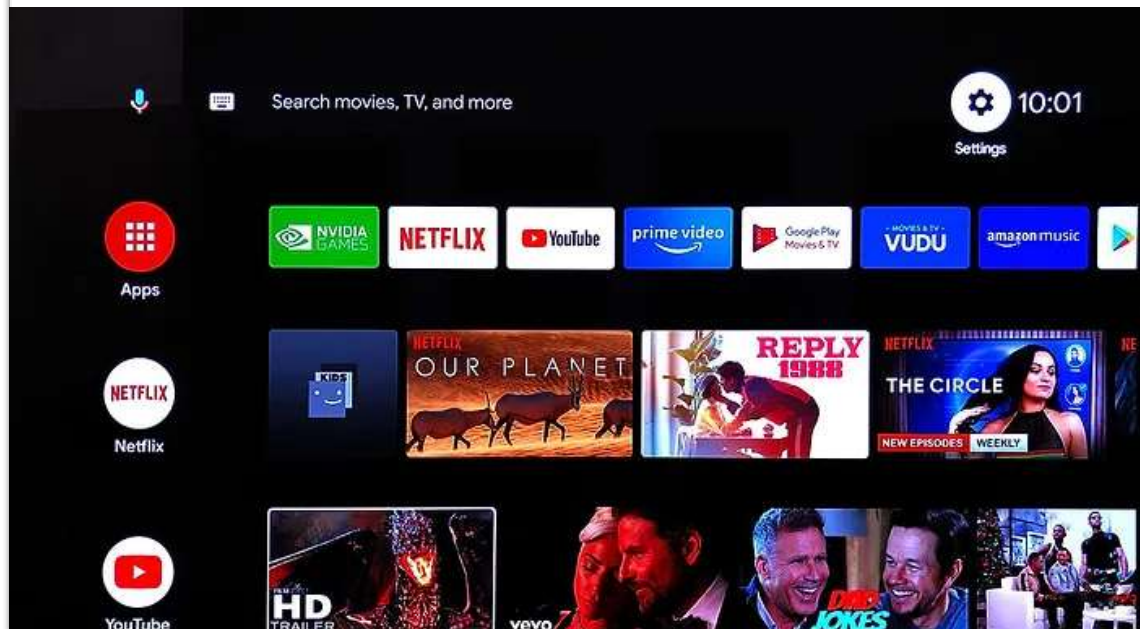 Search movies, TV, and more
10:01
Settings
NVIDIA
GAMES
NETFLIX
YouTube
prime video
Google Play
Movies & TV
MOVIES & TV
VUDU
amazon music
Apps
KIDS
NETFLIX
OUR PLANET
REPLY
1988
NETFLIX
THE CIRCLE
NEW EPISODES WEEKLY
NE
NETFLIX
Netflix
HD
TRAILER
vevo
DAD
JOKES
YouTube